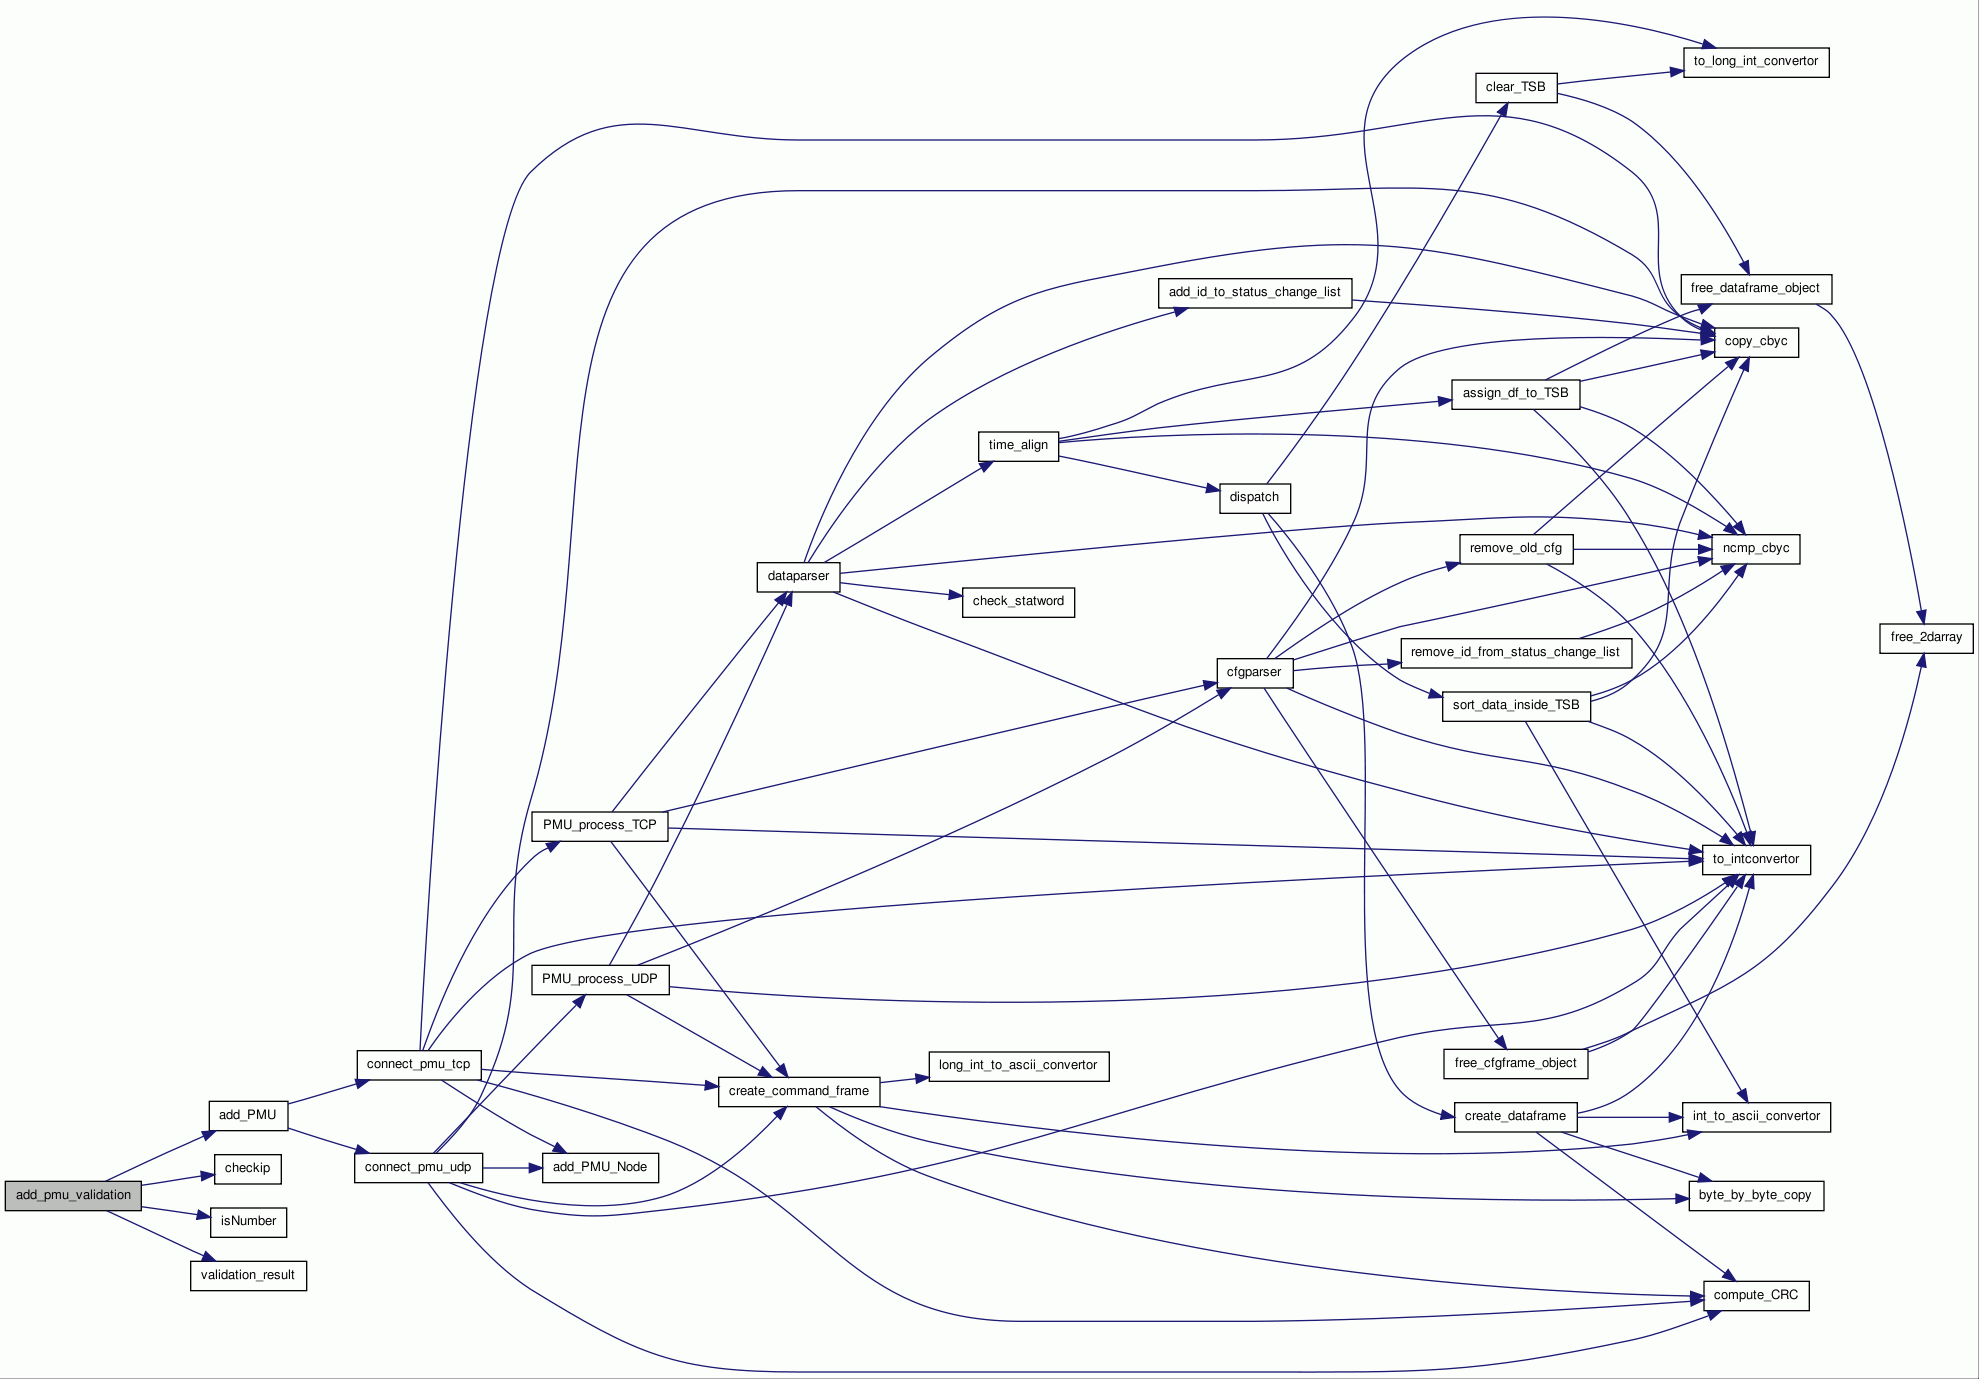 to_long_int_convertor
clear_TSB
free_dataframe_object
add_id_to_status_change_list
copy_cbyc
assign_df_to_TSB
time_align
dispatch
remove_old_cfg
ncmp_cbyc
dataparser
check_statword
free_2darray
remove_id_from_status_change_list
cfgparser
sort_data_inside_TSB
PMU_process_TCP
to_intconvertor
PMU_process_UDP
connect_pmu_tcp
long_int_to_ascii_convertor
free_cfgframe_object
create_command_frame
add_PMU
create_dataframe
int_to_ascii_convertor
checkip
connect_pmu_udp
add_PMU_Node
add_pmu_validation
byte_by_byte_copy
isNumber
validation_result
compute_CRC